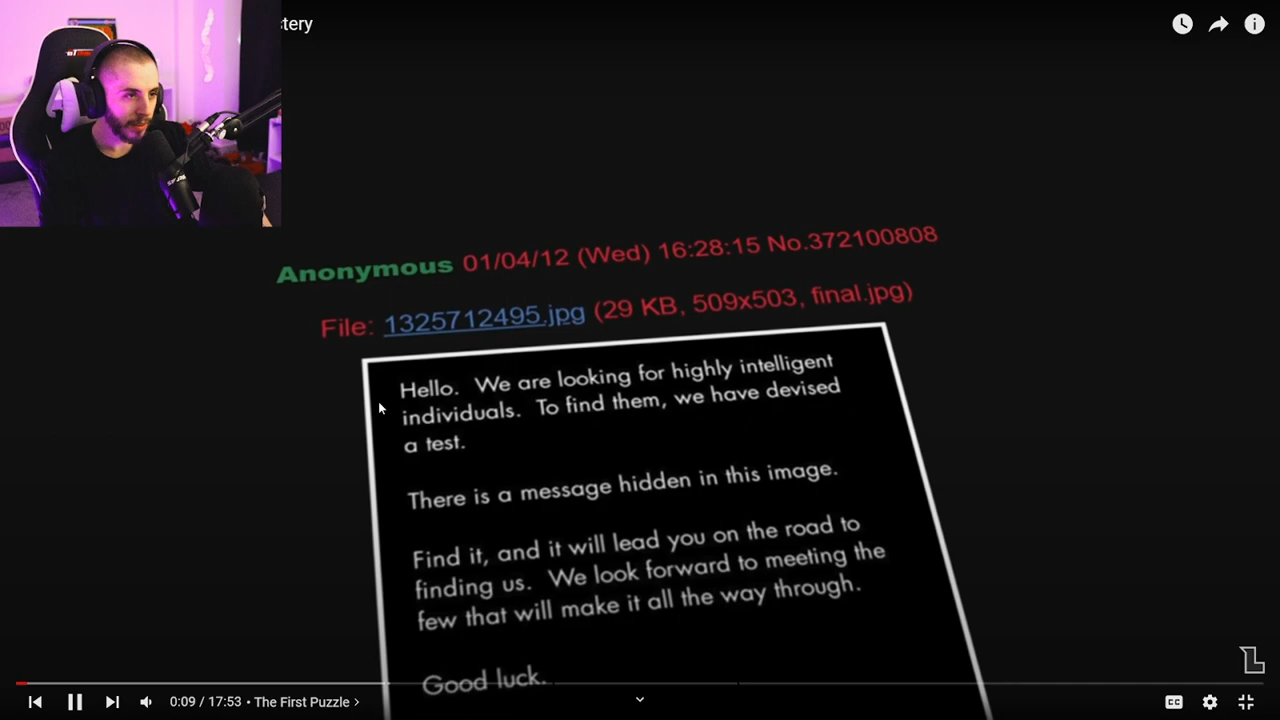 stery
Anonymous 01/04/12 (Wed) 16:28:15 No.372100808
File: 1325712495.jpg (29 KB, 509x503, final.jpg)
Hello. We are looking for highly intelligent
individuals. To find them, we have devised
a test.
There is a message hidden in this image.
Find it, and it will lead you on the road to
finding us. We look forward to meeting the
few that will make it all the way through.
Good luck.
0:09 / 17:53 • The First Puzzle >
CC